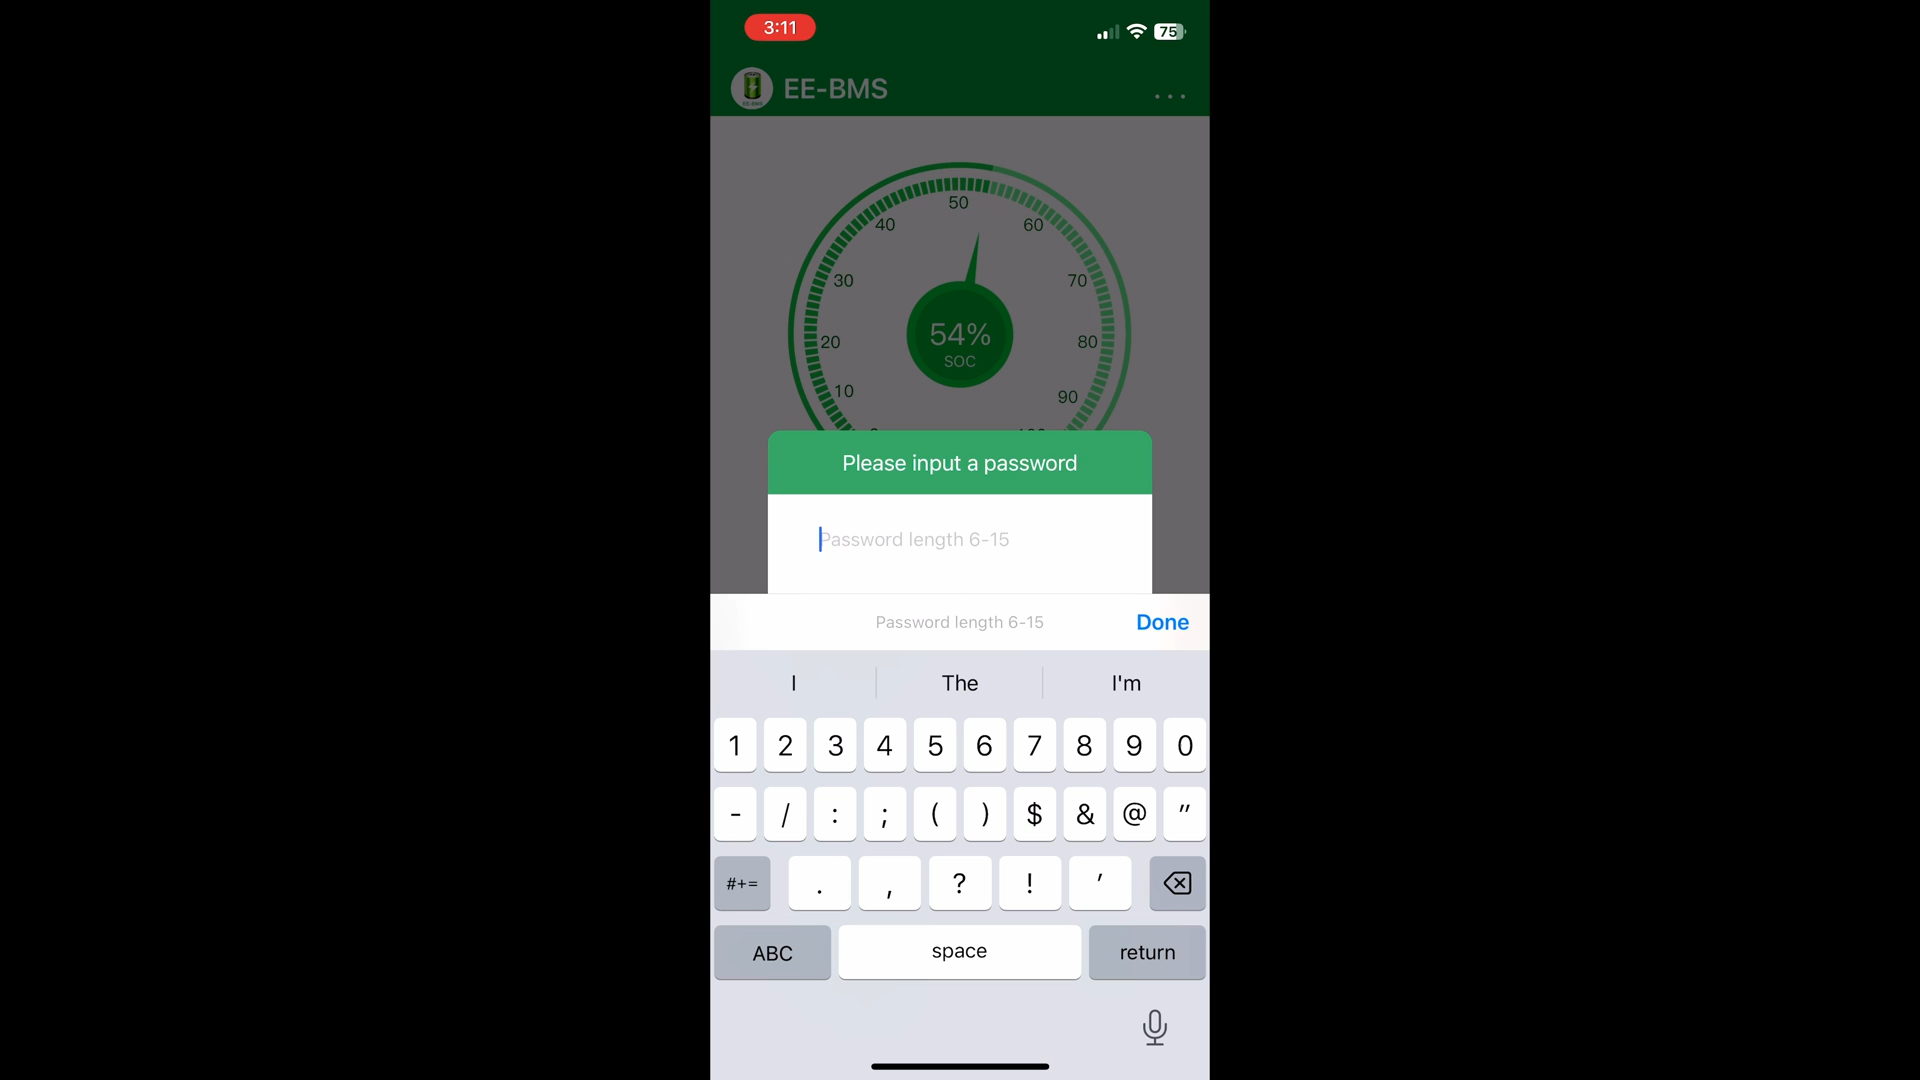 3:11
75
EE-BMS
...
50
40
60
30
70
54%
SOC
20
80
10
90
Please input a password
Password length 6-15
Password length 6-15
Done
I
The
I'm
1 2 3 4 5 6 7 8 9 0
- / : ; ( ) $ & @ "
#+= . , ? ! '
ABC
space
return